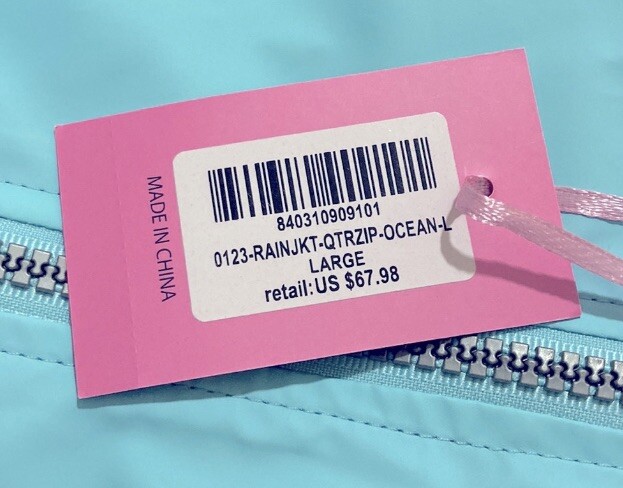 840310909101
0123-RAINJKT-QTRZIP-OCEAN-L
LARGE
retail:US $67.98
MADE IN CHINA